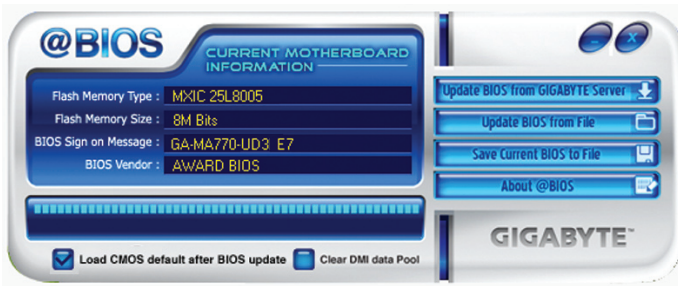 @BIOS
CURRENT MOTHERBOARD
INFORMATION
Flash Memory Type : MXIC 25L8005
Flash Memory Size : 8M Bits
BIOS Sign on Message : GA-MA770-UD3 E7
BIOS Vendor : AWARD BIOS
Load CMOS default after BIOS update
Clear DMI data Pool
Update BIOS from GIGABYTE Server
Update BIOS from File
Save Current BIOS to File
About @BIOS
GIGABYTE™